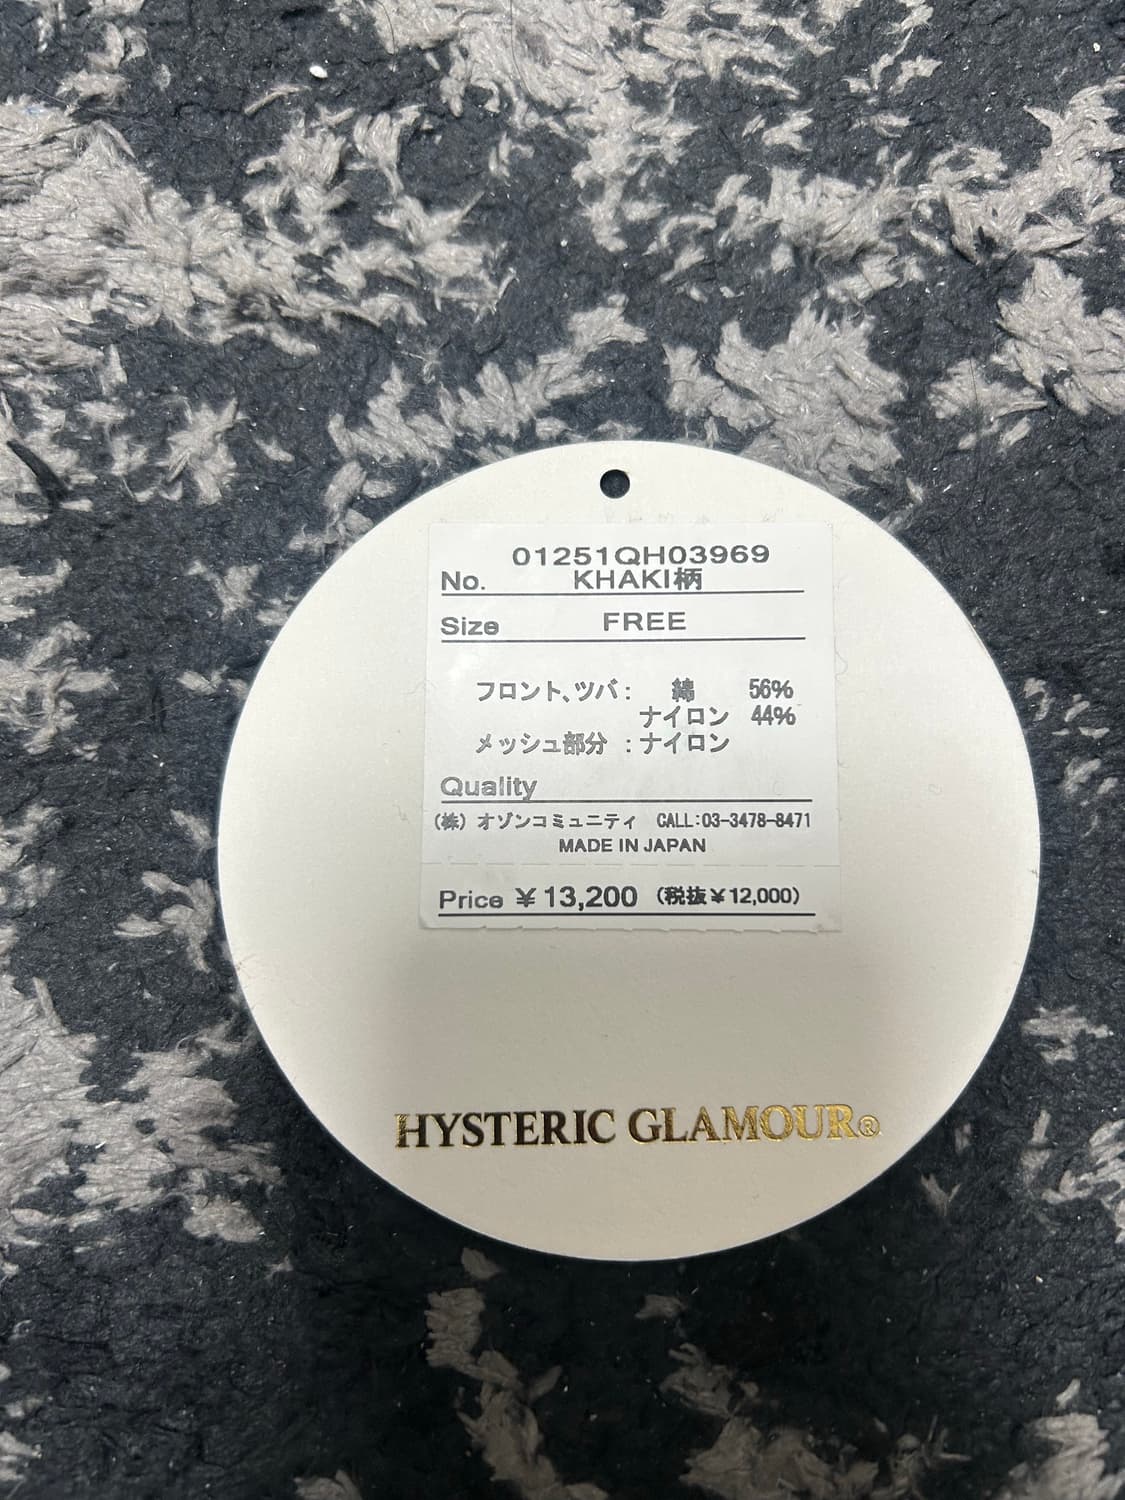 01251QH03969
No. KHAKI柄
Size FREE
フロント、ツバ : 綿 56%
ナイロン 44%
メッシュ部分 : ナイロン
Quality
(株) オゾンコミュニティ CALL:03-3478-8471
MADE IN JAPAN
Price ¥13,200 (税抜¥12,000)
HYSTERIC GLAMOUR®